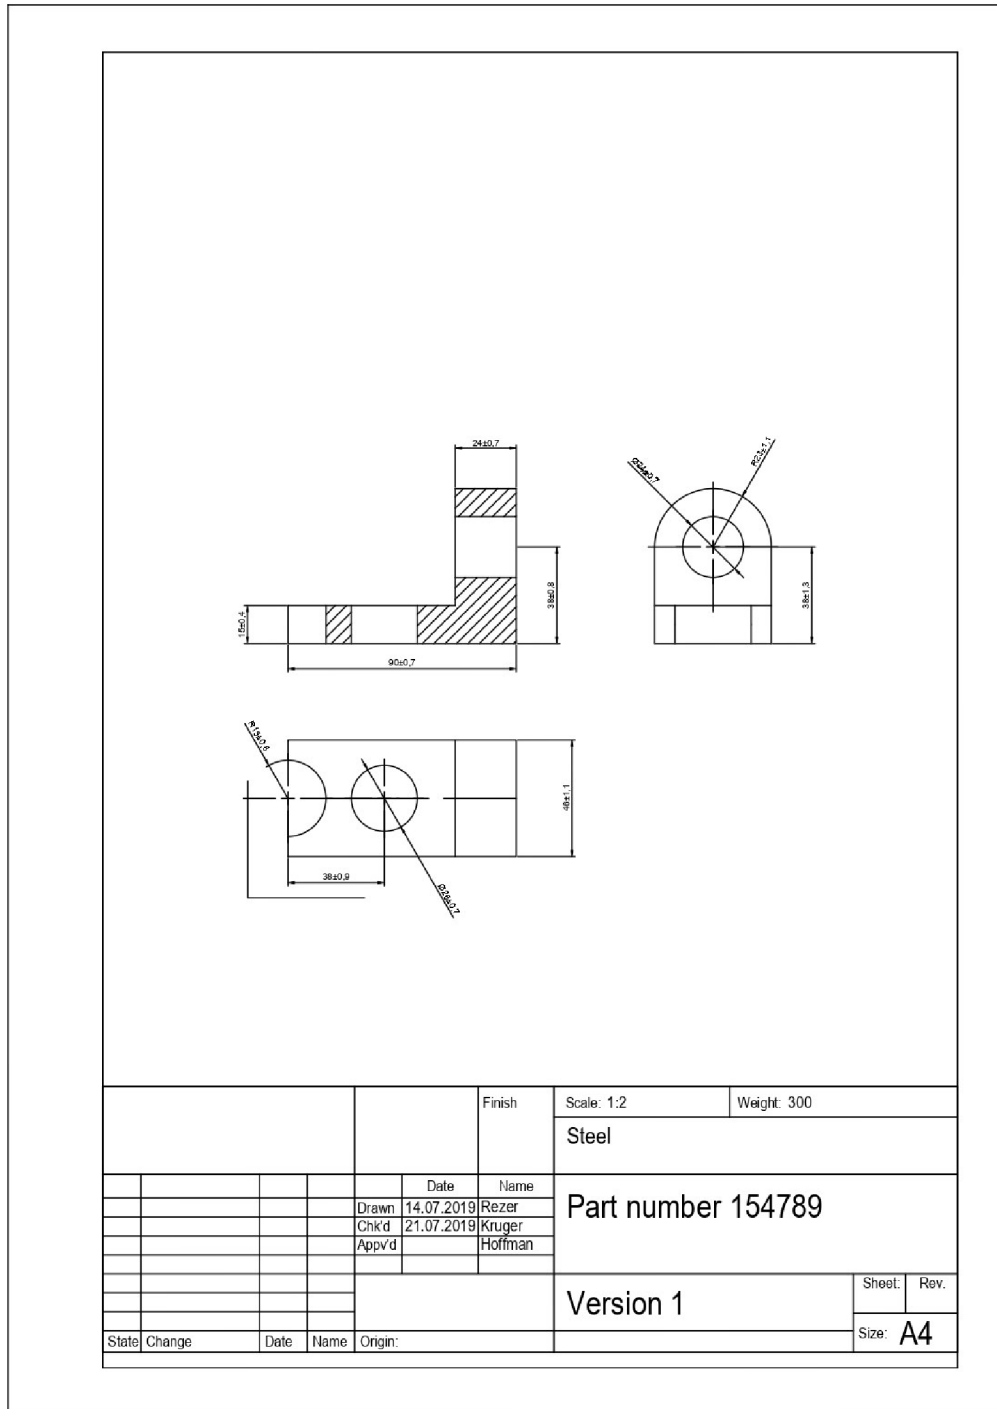 24±0,7
Ø24±0,7
R23±1,1
15±0,4
38±0,8
38±1,3
90±0,7
R15±0,6
46±1,1
38±0,9
Ø26±0,7
Finish
Scale: 1:2
Weight: 300
Steel
Date
Name
Drawn 14.07.2019 Rezer
Chk'd 21.07.2019 Kruger
Appv'd Hoffman
Part number 154789
Version 1
Sheet:
Rev.
Size: A4
State Change Date Name Origin: